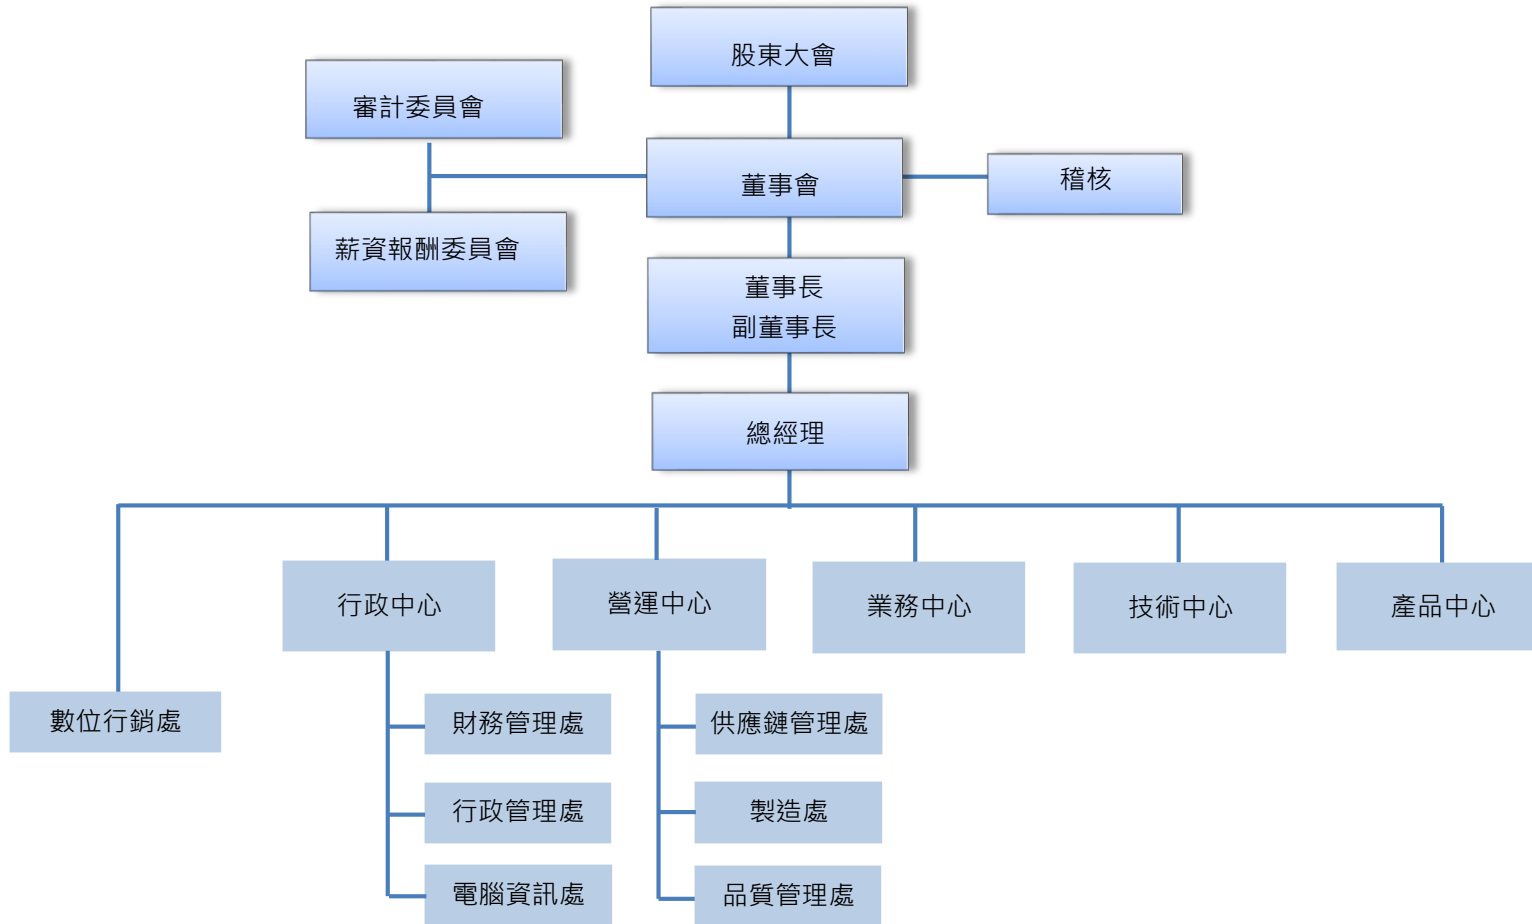 股東大會
審計委員會
董事會
稽核
薪資報酬委員會
董事長
副董事長
總經理
行政中心
營運中心
業務中心
技術中心
產品中心
數位行銷處
財務管理處
供應鏈管理處
行政管理處
製造處
電腦資訊處
品質管理處